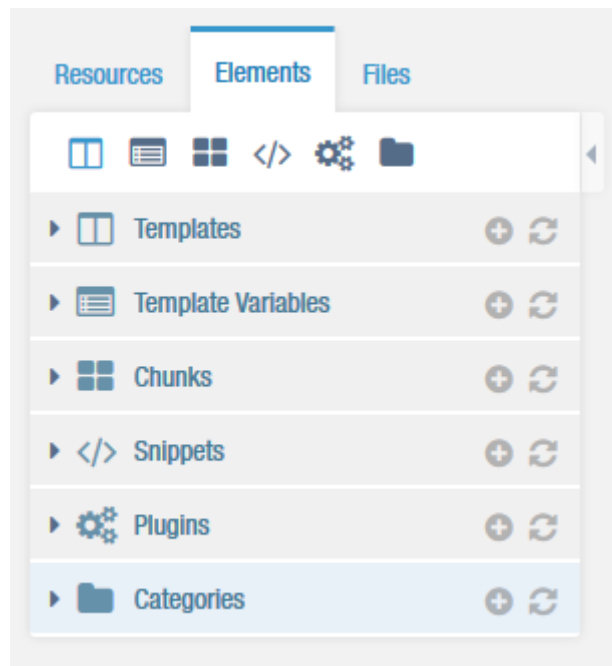 Resources Elements Files
Templates
Template Variables
Chunks
Snippets
Plugins
Categories